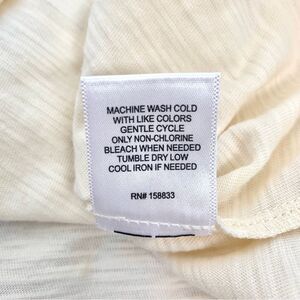 MACHINE WASH COLD
WITH LIKE COLORS
GENTLE CYCLE
ONLY NON-CHLORINE
BLEACH WHEN NEEDED
TUMBLE DRY LOW
COOL IRON IF NEEDED
RN# 158833